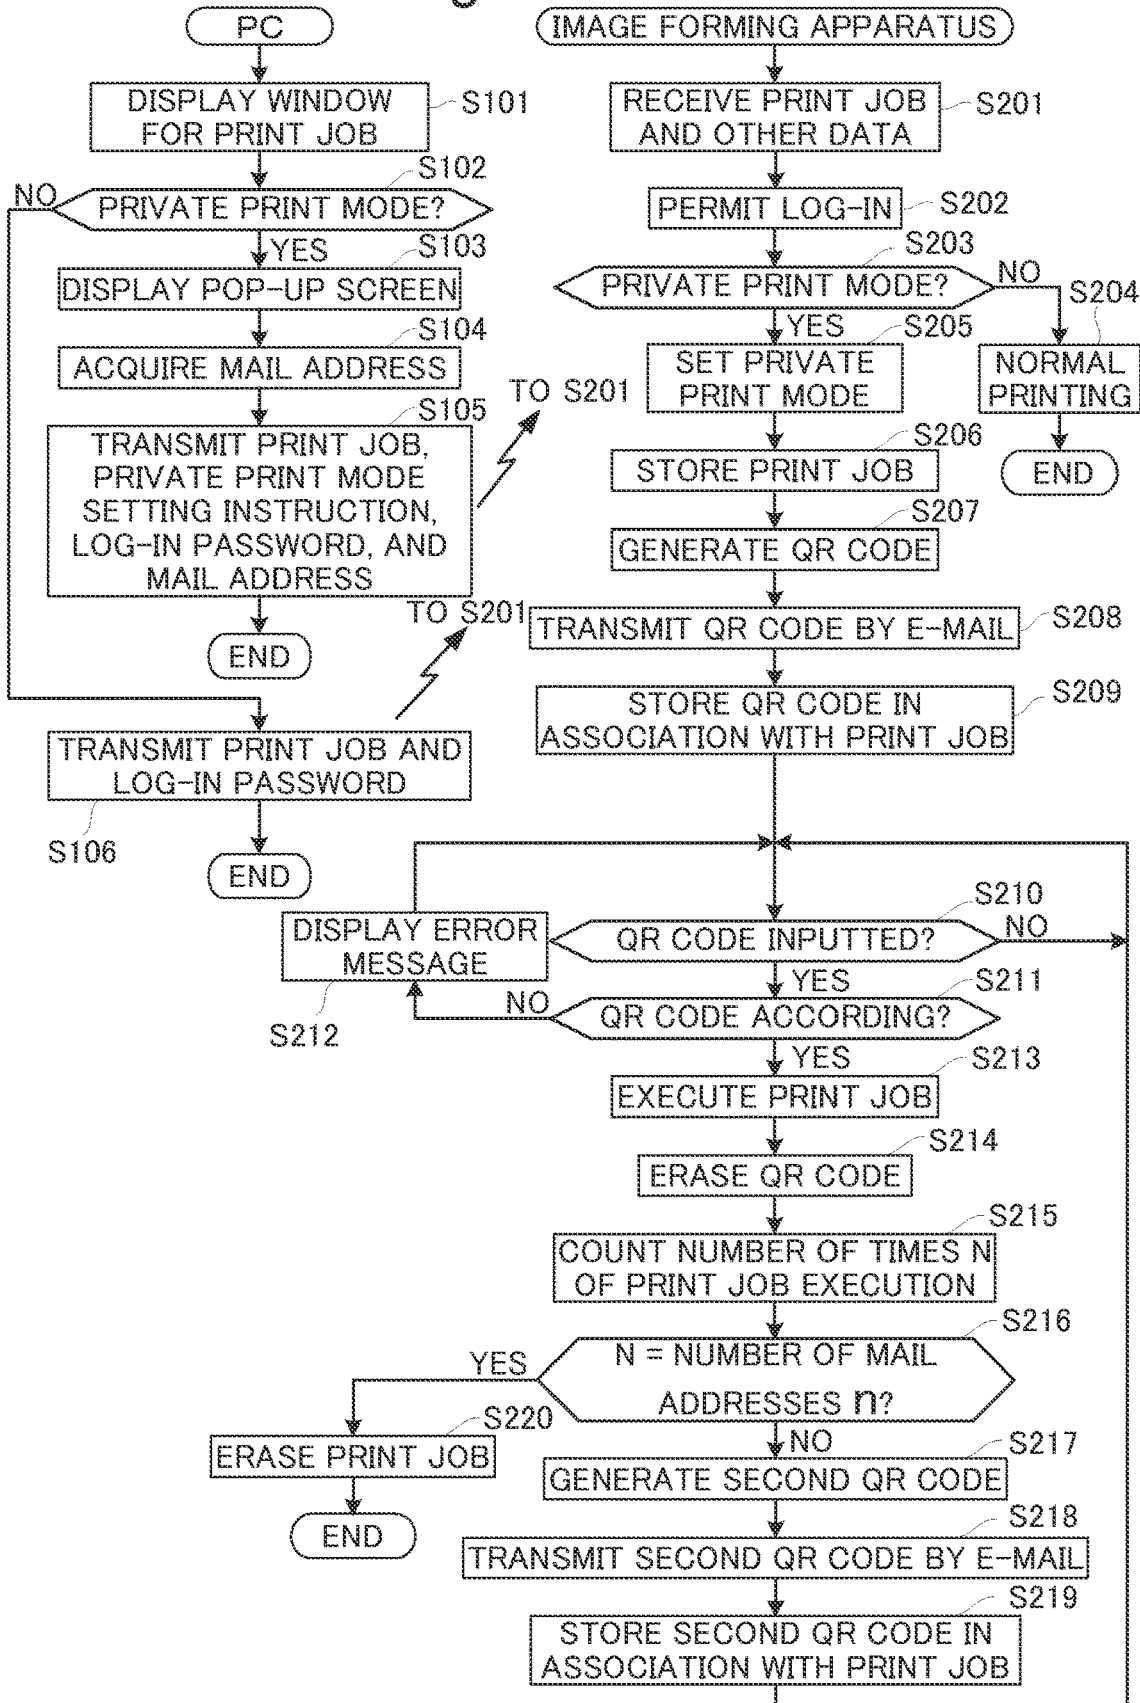 PC
DISPLAY WINDOW
FOR PRINT JOB
S101
S102
NO
PRIVATE PRINT MODE?
YES
S103
DISPLAY POP-UP SCREEN
S104
ACQUIRE MAIL ADDRESS
S105
TRANSMIT PRINT JOB,
PRIVATE PRINT MODE
SETTING INSTRUCTION,
LOG-IN PASSWORD, AND
MAIL ADDRESS
TO S201
END
TO S201
TRANSMIT PRINT JOB AND
LOG-IN PASSWORD
S106
END
IMAGE FORMING APPARATUS
RECEIVE PRINT JOB
AND OTHER DATA
S201
PERMIT LOG-IN
S202
S203
PRIVATE PRINT MODE?
NO
S204
NORMAL
PRINTING
END
YES
S205
SET PRIVATE
PRINT MODE
S206
STORE PRINT JOB
S207
GENERATE QR CODE
TRANSMIT QR CODE BY E-MAIL
S208
STORE QR CODE IN
ASSOCIATION WITH PRINT JOB
S209
S210
QR CODE INPUTTED?
NO
DISPLAY ERROR
MESSAGE
S212
YES
S211
NO
QR CODE ACCORDING?
YES
S213
EXECUTE PRINT JOB
S214
ERASE QR CODE
S215
COUNT NUMBER OF TIMES N
OF PRINT JOB EXECUTION
S216
N = NUMBER OF MAIL
ADDRESSES n?
YES
S220
ERASE PRINT JOB
END
NO
S217
GENERATE SECOND QR CODE
S218
TRANSMIT SECOND QR CODE BY E-MAIL
S219
STORE SECOND QR CODE IN
ASSOCIATION WITH PRINT JOB